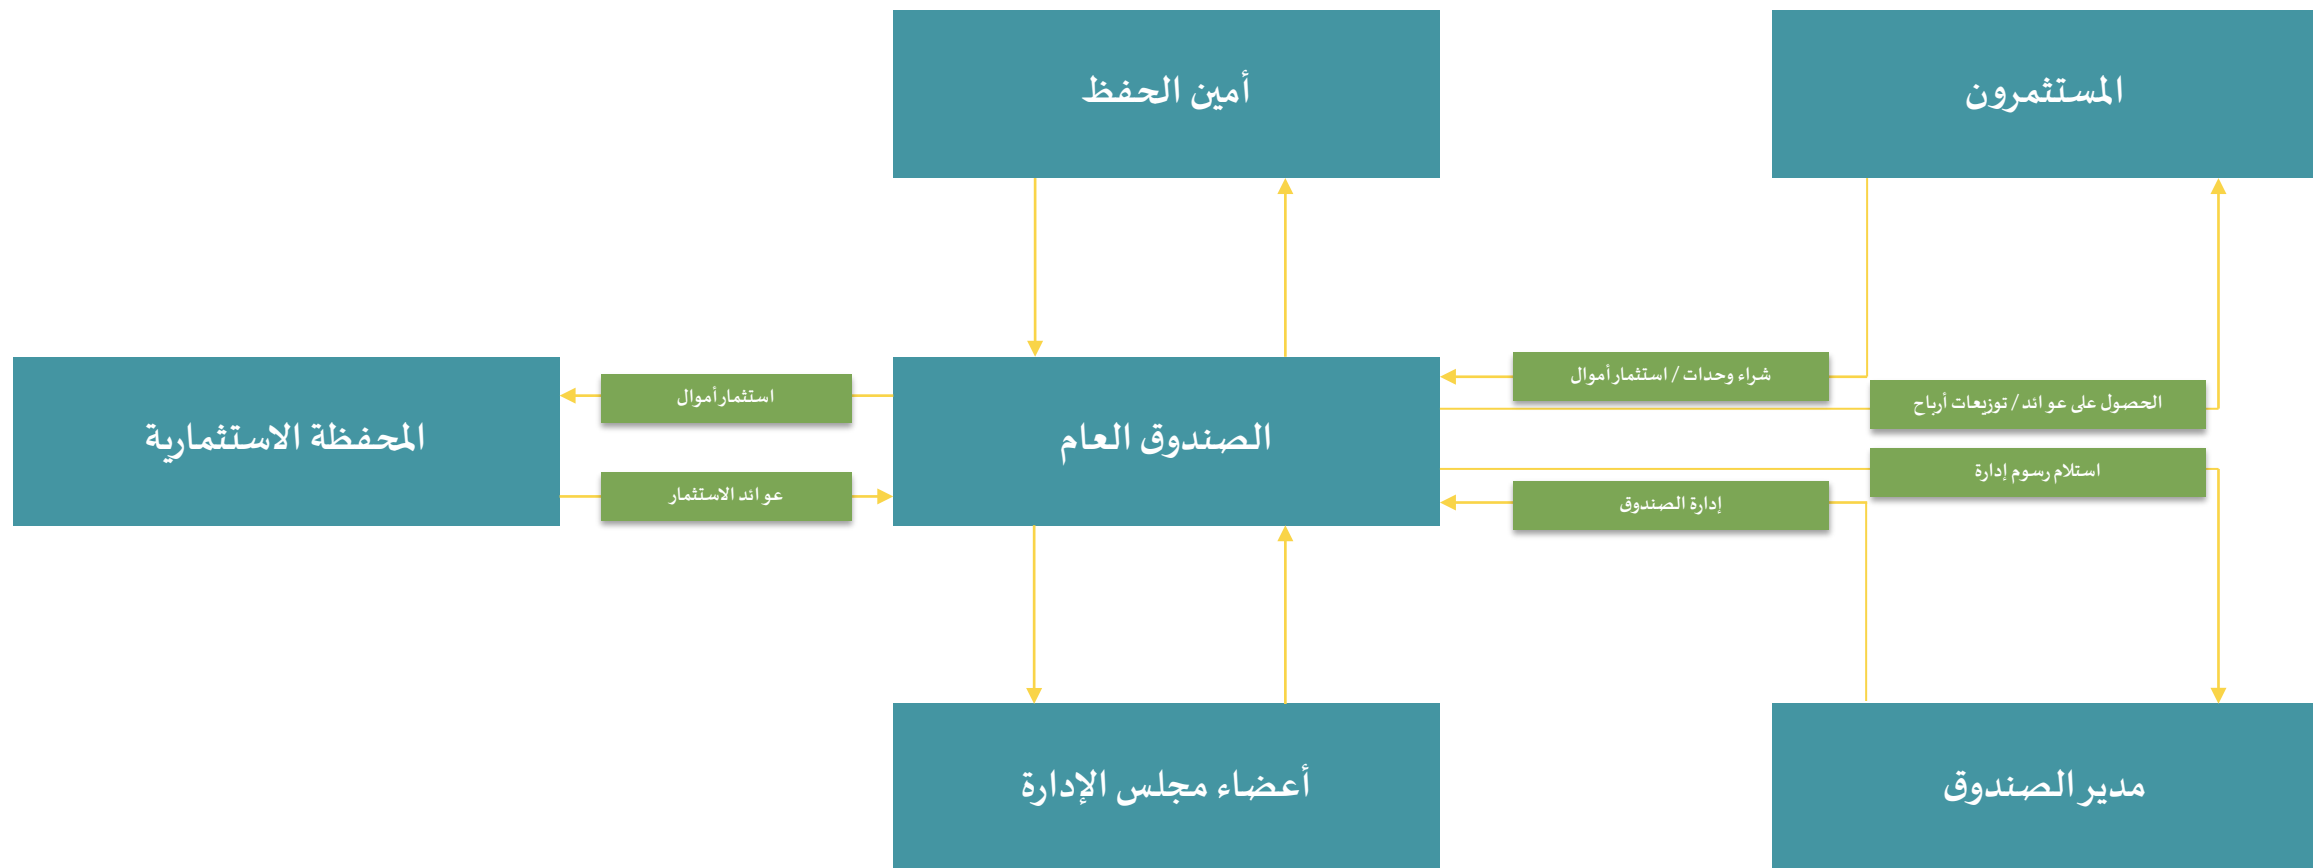 المستثمرون
أمين الحفظ
شراء وحدات / استثمار أموال
الحصول على عوائد / توزيعات أرباح
استثمار أموال
الصندوق العام
المحفظة الاستثمارية
استلام رسوم إدارة
إدارة الصندوق
عوائد الاستثمار
مدير الصندوق
أعضاء مجلس الإدارة